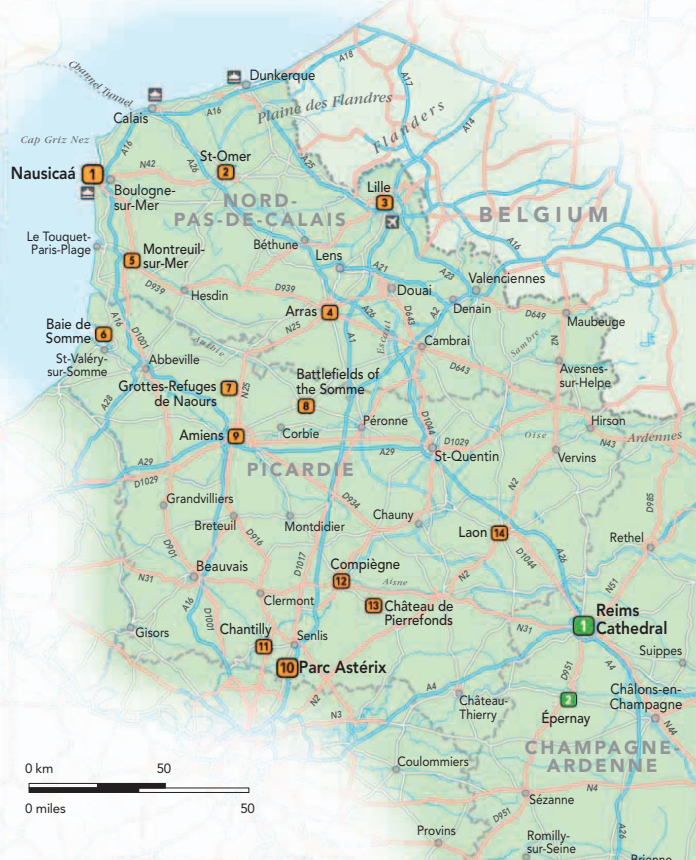 Channel Tunnel
Dunkerque
A18
A17
Calais
A16
Plaine des Flandres
Flanders
A14
Cap Griz Nez
A16
A26
A25
N42
St-Omer
2
Nausicaá
1
Boulogne-
sur-Mer
Lille
3
NORD-
PAS-DE-CALAIS
BELGIUM
A16
Le Touquet-
Paris-Plage
Béthune
Lens
A21
A23
Montreuil-
sur-Mer
5
D939
Hesdin
D939
Douai
Valenciennes
Denain
Arras
4
N25
A26
D643
A2
D649
Maubeuge
Baie de
Somme
6
A16
D1001
Authie
A1
Escaut
Cambrai
Sambre
N2
St-Valéry-
sur-Somme
Abbeville
D643
Avesnes-
sur-Helpe
Grottes-Refuges
de Naours
7
N25
Battlefields of
the Somme
8
A28
Péronne
D1044
Hirson
Amiens
9
Corbie
D1029
Oise
N43
Ardennes
A29
A29
St-Quentin
Vervins
D1029
PICARDIE
N2
Grandvilliers
D934
D985
Breteuil
Montdidier
Chauny
Laon
14
Rethel
D901
D916
D1017
A26
D1044
Beauvais
Compiègne
12
Aisne
N2
N31
N51
A16
D1001
Clermont
13
Château de
Pierrefonds
Reims
Cathedral
1
Gisors
Chantilly
11
Senlis
N31
Suippes
10
Parc Astérix
D951
A4
N2
A4
Château-
Thierry
2
Épernay
Châlons-en-
Champagne
N3
N44
CHAMPAGNE-
ARDENNE
0 km 50
0 miles 50
Coulommiers
N4
Sézanne
D951
A26
Provins
Romilly-
sur-Seine
Brienne